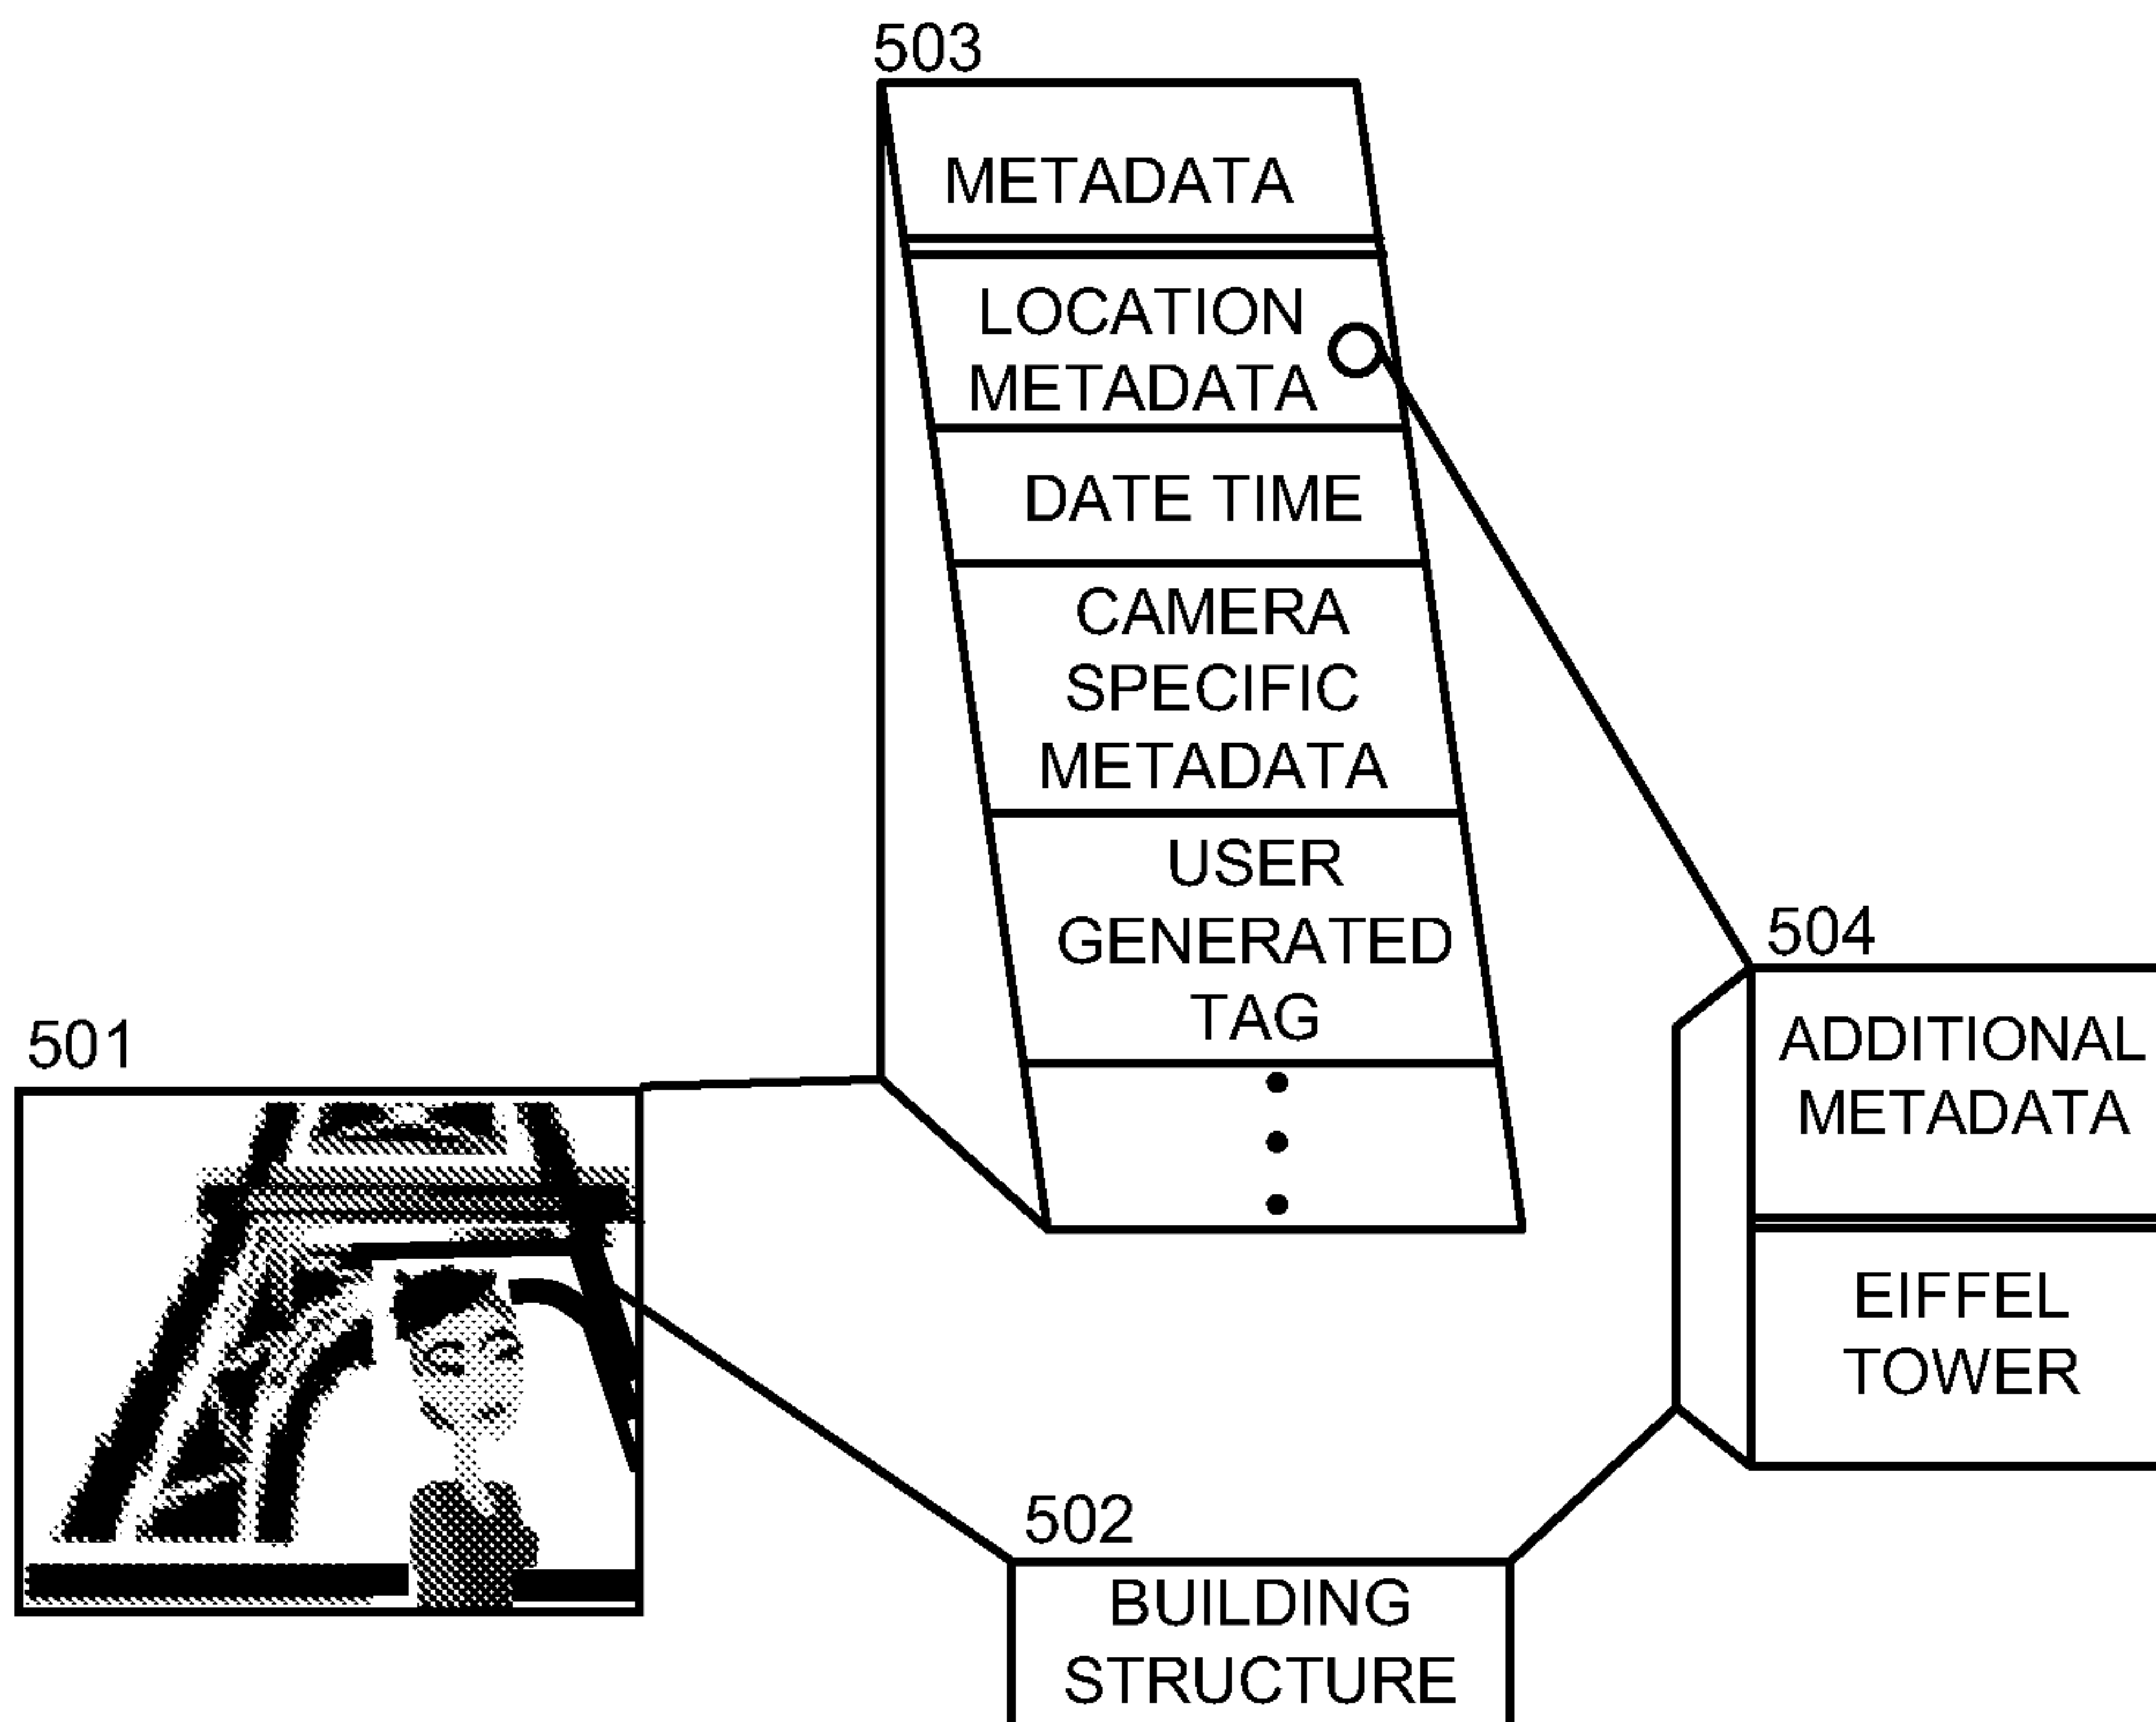 503
METADATA
LOCATION
METADATA
DATE TIME
CAMERA
SPECIFIC
METADATA
USER
GENERATED
TAG
504
ADDITIONAL
METADATA
EIFFEL
TOWER
501
502
BUILDING
STRUCTURE